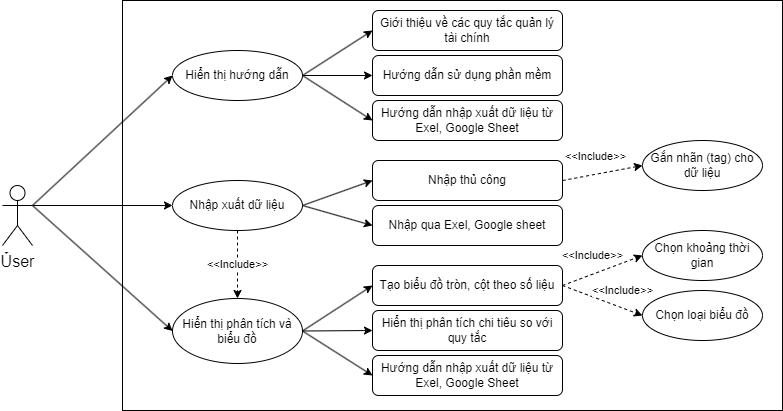 Giới thiệu về các quy tắc quản lý
tài chính
Hiển thị hướng dẫn
Hướng dẫn sử dụng phần mềm
Hướng dẫn nhập xuất dữ liệu từ
Exel, Google Sheet
<<Include>>
Gắn nhãn (tag) cho
dữ liệu
Nhập thủ công
Nhập xuất dữ liệu
Nhập qua Exel, Google sheet
Ủser
<<Include>>
<<Include>>
Chọn khoảng thời
gian
Tạo biểu đồ tròn, cột theo số liệu
<<Include>>
Chọn loại biểu đồ
Hiển thị phân tích và
biểu đồ
Hiển thị phân tích chi tiêu so với
quy tắc
Hướng dẫn nhập xuất dữ liệu từ
Exel, Google Sheet